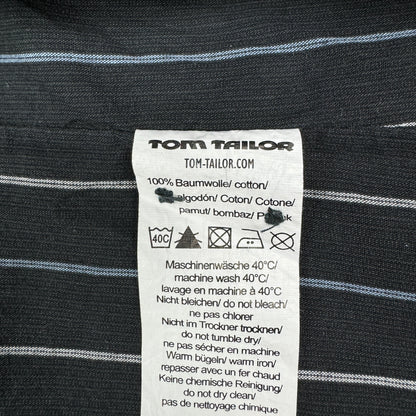 TOM TAILOR
TOM-TAILOR.COM
100% Baumwolle/ cotton/
algodón/ Coton/ Cotone/
pamut/ bombaz/
40C
Maschinenwäsche 40°C/
machine wash 40°C/
lavage en machine à 40°C/
Nicht bleichen/ do not bleach/
ne pas chlorer
Nicht im Trockner trocknen/
do not tumble dry/
ne pas sécher en machine
Warm bügeln/ warm iron/
repasser avec un fer chaud
Keine chemische Reinigung/
do not dry clean/
pas de nettoyage chimique